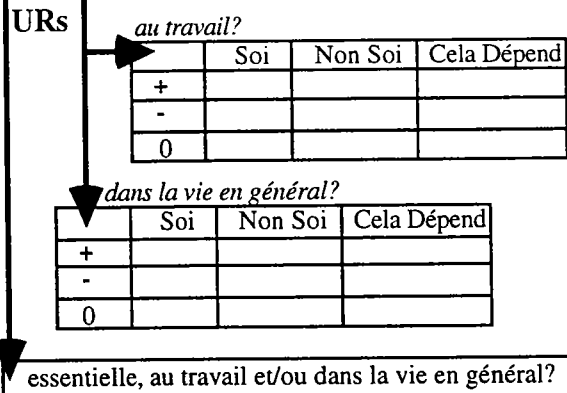 URs
au travail?
Soi Non Soi Cela Dépend
+
-
0
dans la vie en général?
Soi Non Soi Cela Dépend
+
-
0
essentielle, au travail et/ou dans la vie en général?